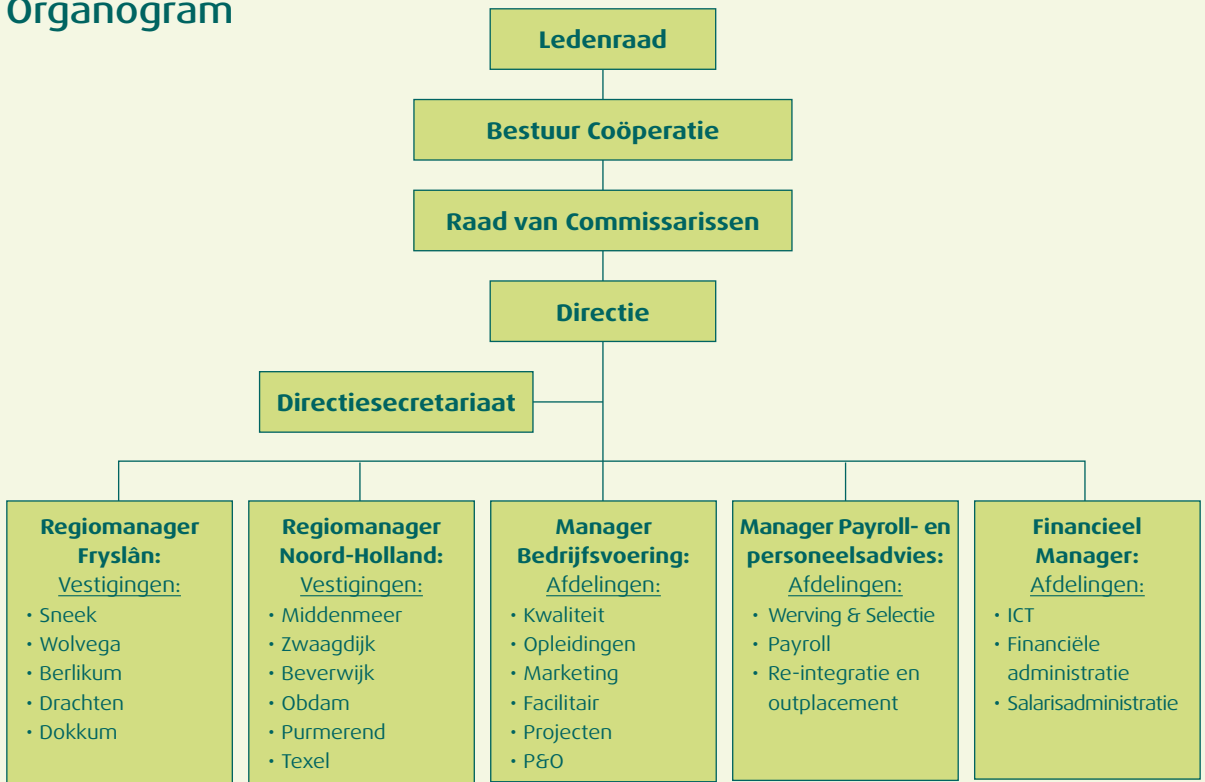 Organogram
Ledenraad
Bestuur Coöperatie
Raad van Commissarissen
Directie
Directiesecretariaat
Regiomanager
Fryslân:
Vestigingen:
• Sneek
• Wolvega
• Berlikum
• Drachten
• Dokkum
Regiomanager
Noord-Holland:
Vestigingen:
• Middenmeer
• Zwaagdijk
• Beverwijk
• Obdam
• Purmerend
• Texel
Manager
Bedrijfsvoering:
Afdelingen:
• Kwaliteit
• Opleidingen
• Marketing
• Facilitair
• Projecten
• P&O
Manager Payroll- en
personeelsadvies:
Afdelingen:
• Werving & Selectie
• Payroll
• Re-integratie en
outplacement
Financieel
Manager:
Afdelingen:
• ICT
• Financiële
administratie
• Salarisadministratie